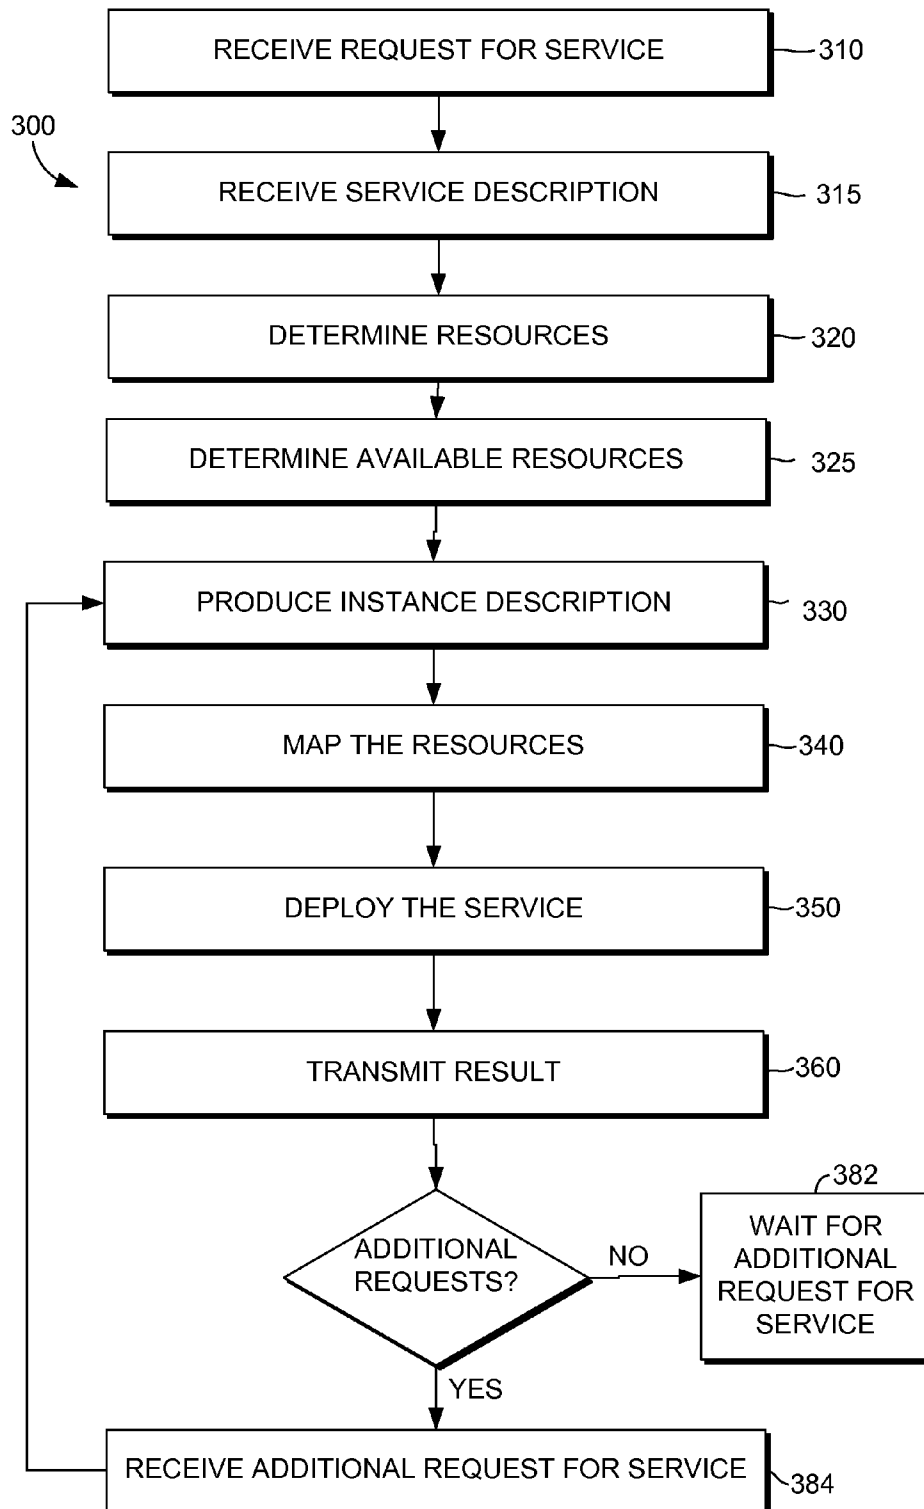 RECEIVE REQUEST FOR SERVICE
310
300
RECEIVE SERVICE DESCRIPTION
315
DETERMINE RESOURCES
320
DETERMINE AVAILABLE RESOURCES
325
PRODUCE INSTANCE DESCRIPTION
330
MAP THE RESOURCES
340
DEPLOY THE SERVICE
350
TRANSMIT RESULT
360
ADDITIONAL
REQUESTS?
NO
382
WAIT FOR
ADDITIONAL
REQUEST FOR
SERVICE
YES
RECEIVE ADDITIONAL REQUEST FOR SERVICE
384